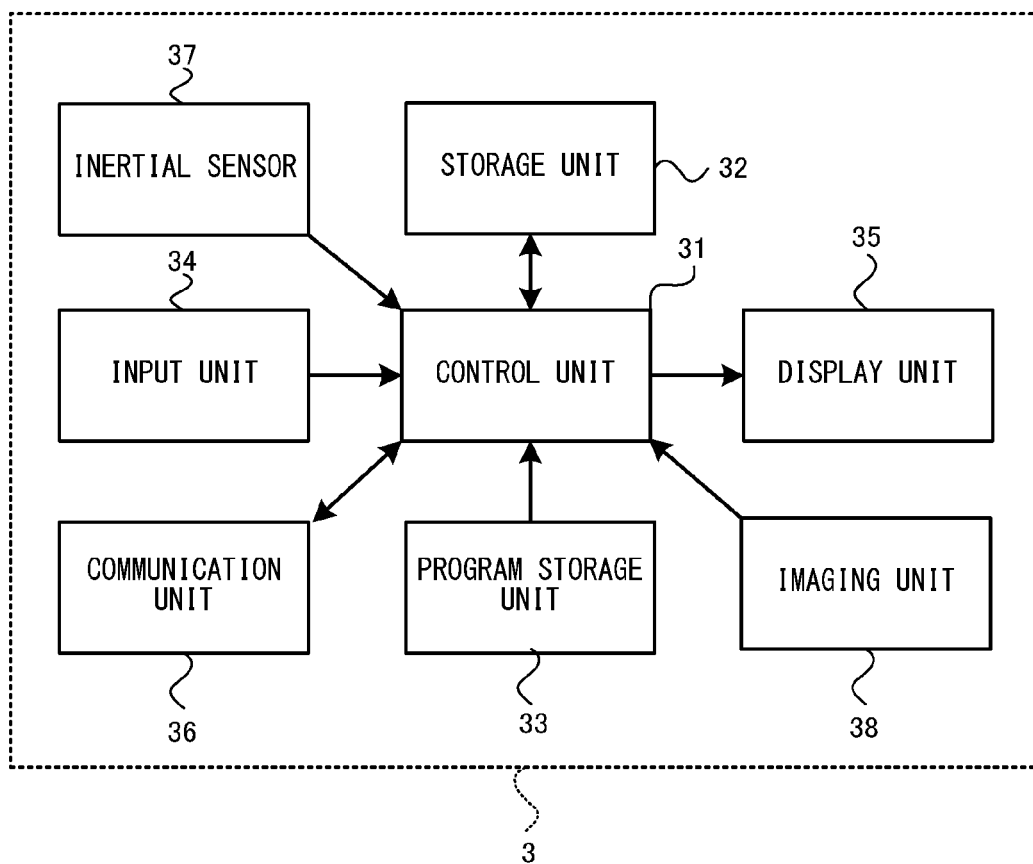 37
INERTIAL SENSOR
STORAGE UNIT
32
34
31
35
INPUT UNIT
CONTROL UNIT
DISPLAY UNIT
COMMUNICATION
UNIT
PROGRAM STORAGE
UNIT
IMAGING UNIT
36
33
38
3